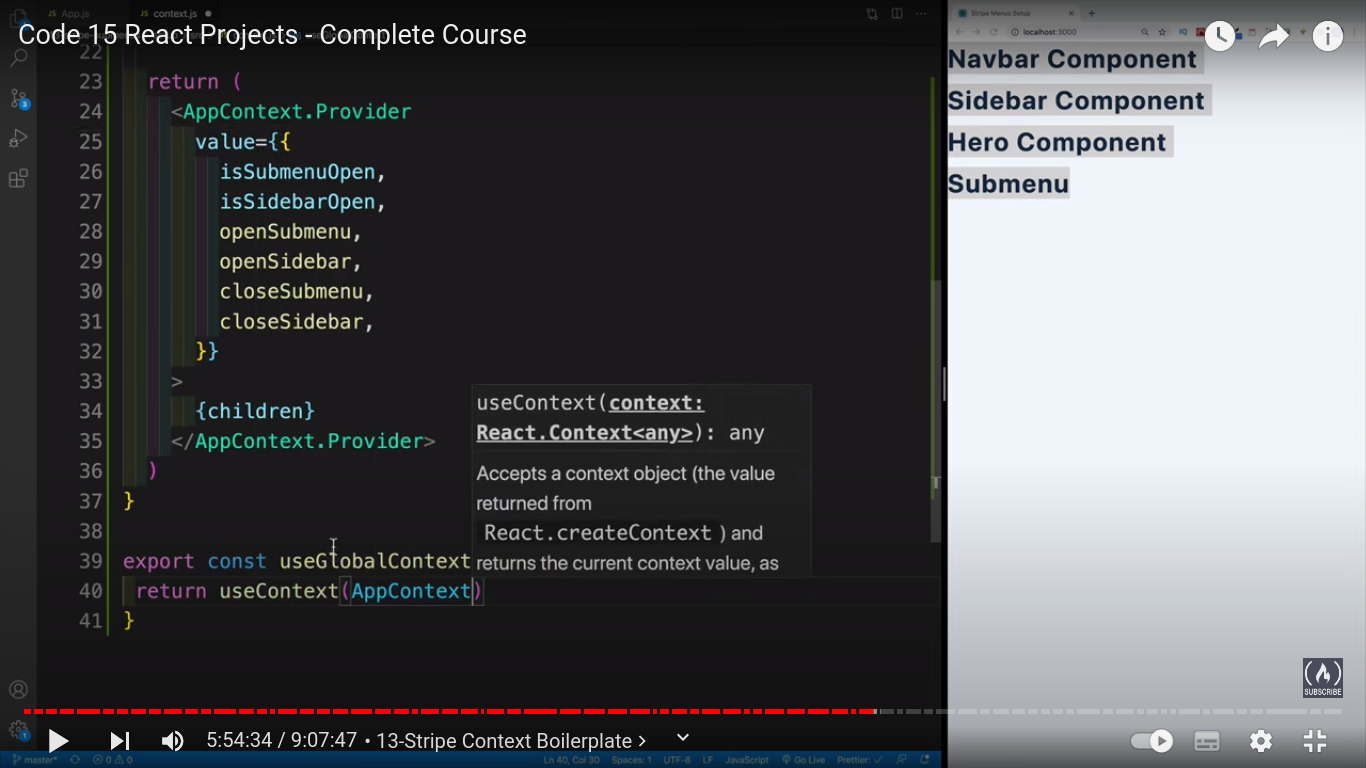 App.js
context.js
Stripe Menus Setup
Code 15 React Projects - Complete Course
localhost:3000
22
23 return (
24 <AppContext.Provider
25 value={{
26 isSubmenuOpen,
27 isSidebarOpen,
28 openSubmenu,
29 openSidebar,
30 closeSubmenu,
31 closeSidebar,
32 }}
33 >
34 {children}
35 </AppContext.Provider>
36 )
37 }
38
39 export const useGlobalContext
40 return useContext(AppContext)
41 }
useContext(context:
React.Context<any>): any
Accepts a context object (the value
returned from
React.createContext ) and
returns the current context value, as
Navbar Component
Sidebar Component
Hero Component
Submenu
3
SUBSCRIBE
5:54:34 / 9:07:47 • 13-Stripe Context Boilerplate >
1
master* 0 0 Ln 40, Col 30 Spaces: 1 UTF-8 LF JavaScript Go Live Prettier: ✓